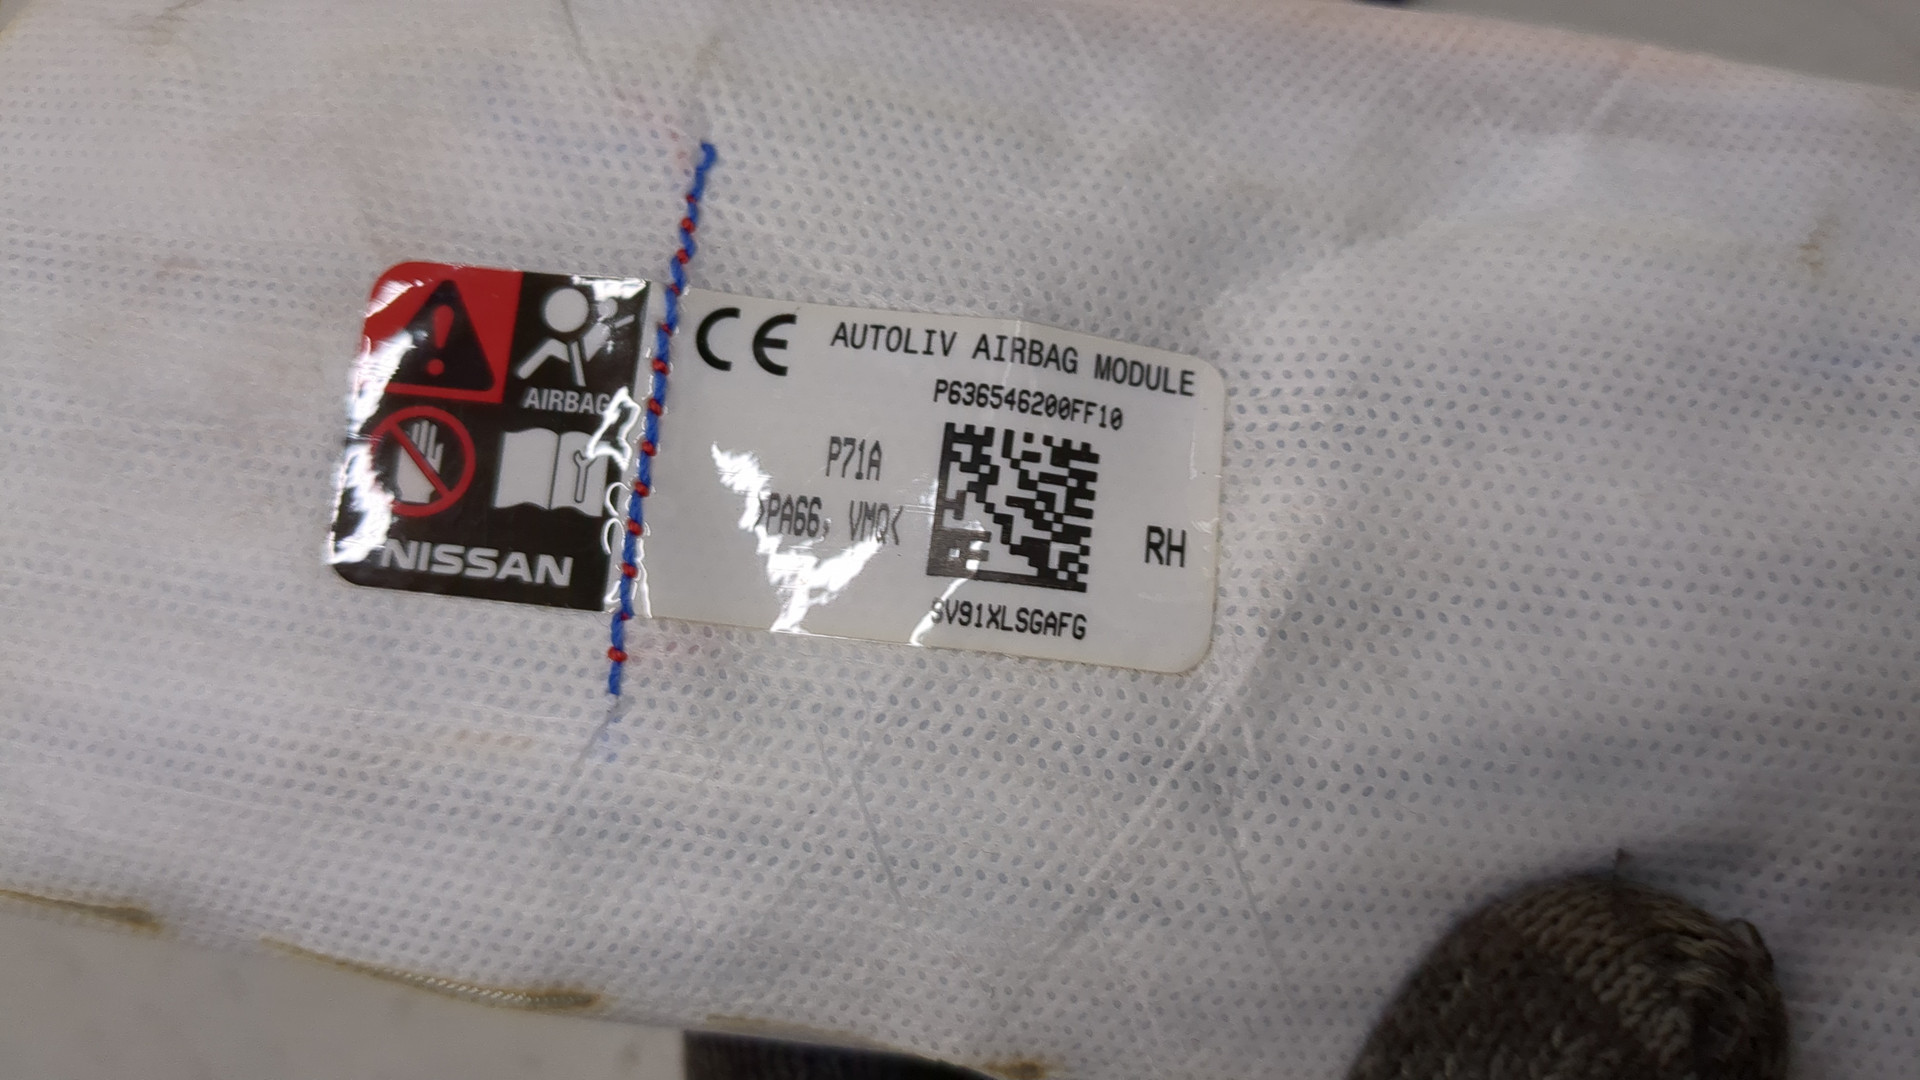 AIRBAG
NISSAN
CE
AUTOLIV AIRBAG MODULE
P636546200FF10
P71A
>PA66, VMQ<
RH
SV91XLSGAFG